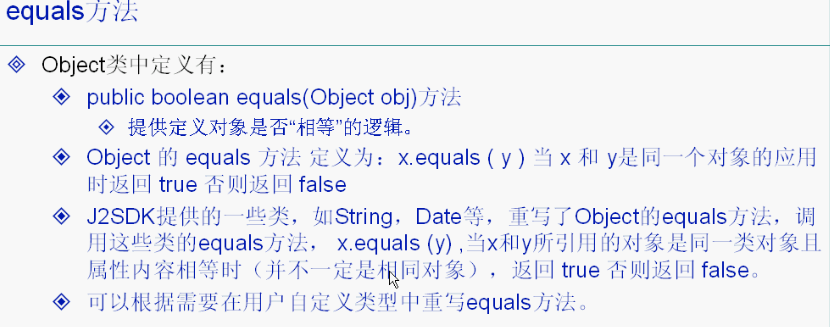 equals方法
Object类中定义有：
public boolean equals(Object obj)方法
提供定义对象是否“相等”的逻辑。
Object 的 equals 方法 定义为：x.equals ( y ) 当 x 和 y是同一个对象的应用
时返回 true 否则返回 false
J2SDK提供的一些类，如String，Date等，重写了Object的equals方法，调
用这些类的equals方法， x.equals (y) ,当x和y所引用的对象是同一类对象且
属性内容相等时（并不一定是相同对象），返回 true 否则返回 false。
可以根据需要在用户自定义类型中重写equals方法。